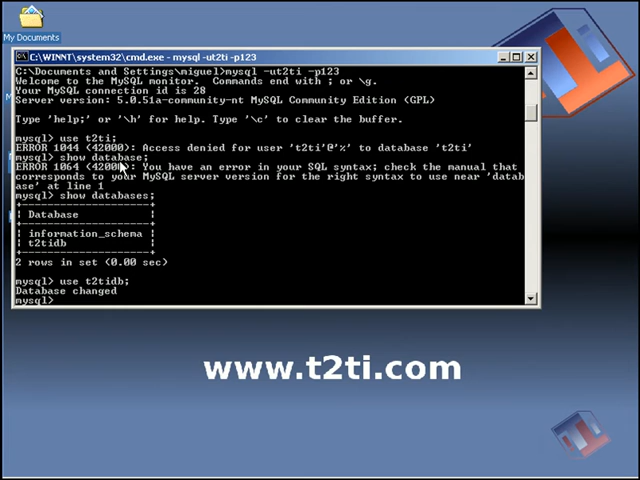 My Documents
C:\WINNT\system32\cmd.exe - mysql -ut2ti -p123
C:\Documents and Settings\miguel>mysql -ut2ti -p123
Welcome to the MySQL monitor.  Commands end with ; or \g.
Your MySQL connection id is 28
Server version: 5.0.51a-community-nt MySQL Community Edition (GPL)
Type 'help;' or '\h' for help. Type '\c' to clear the buffer.
mysql> use t2ti;
ERROR 1044 (42000): Access denied for user 't2ti'@'%' to database 't2ti'
mysql> show database;
ERROR 1064 (42000): You have an error in your SQL syntax; check the manual that
corresponds to your MySQL server version for the right syntax to use near 'datab
ase' at line 1
mysql> show databases;
+--------------------+
| Database           |
+--------------------+
| information_schema |
| t2tidb             |
+--------------------+
2 rows in set (0.00 sec)
mysql> use t2tidb;
Database changed
mysql>
www.t2ti.com